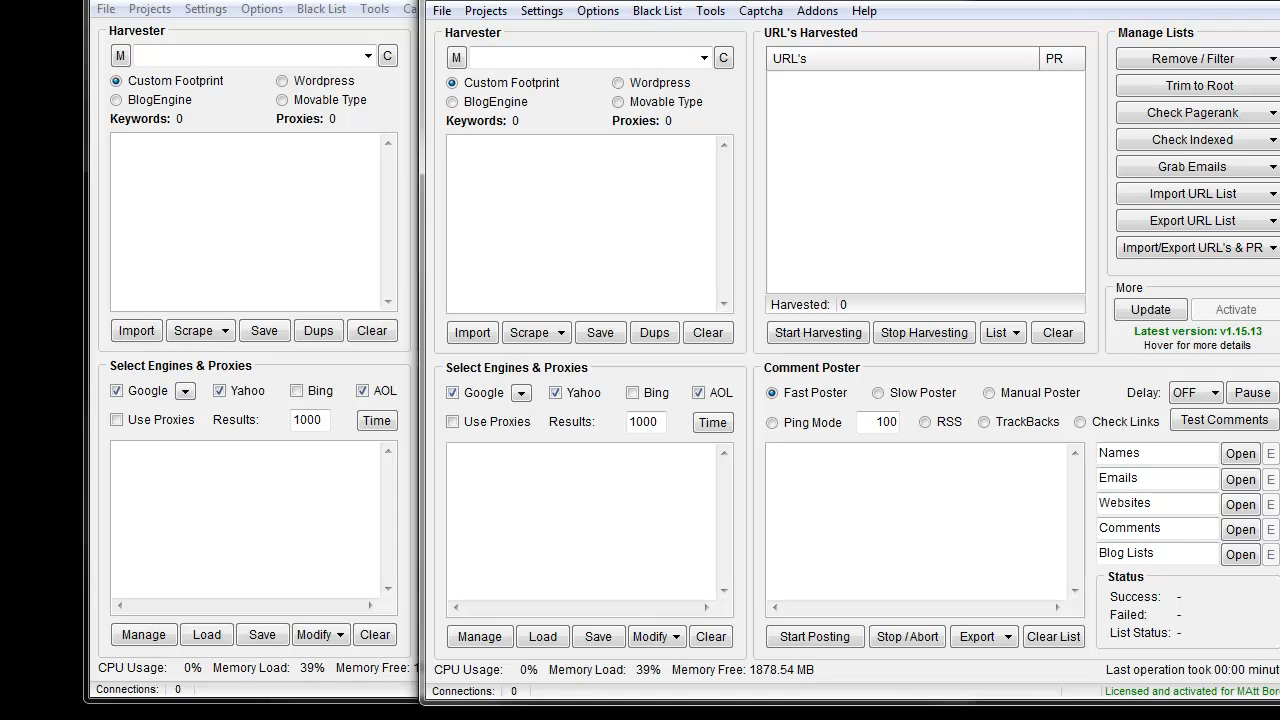 File Projects Settings Options Black List Tools
Harvester
M C
Custom Footprint Wordpress
BlogEngine Movable Type
Keywords: 0 Proxies: 0
Import Scrape Save Dups Clear
Select Engines & Proxies
Google Yahoo Bing AOL
Use Proxies Results: 1000 Time
Manage Load Save Modify Clear
CPU Usage: 0% Memory Load: 39% Memory Free:
Connections: 0
File Projects Settings Options Black List Tools Captcha Addons Help
Harvester
M C
Custom Footprint Wordpress
BlogEngine Movable Type
Keywords: 0 Proxies: 0
Import Scrape Save Dups Clear
Select Engines & Proxies
Google Yahoo Bing AOL
Use Proxies Results: 1000 Time
Manage Load Save Modify Clear
URL's Harvested
URL's PR
Harvested: 0
Start Harvesting Stop Harvesting List Clear
Comment Poster
Fast Poster Slow Poster Manual Poster Delay: OFF Pause
Ping Mode 100 RSS TrackBacks Check Links Test Comments
Names Open E
Emails Open E
Websites Open E
Comments Open E
Blog Lists Open E
Status
Success: -
Failed: -
List Status: -
Start Posting Stop / Abort Export Clear List
Manage Lists
Remove / Filter
Trim to Root
Check Pagerank
Check Indexed
Grab Emails
Import URL List
Export URL List
Import/Export URL's & PR
More
Update Activate
Latest version: v1.15.13
Hover for more details
CPU Usage: 0% Memory Load: 39% Memory Free: 1878.54 MB Last operation took 00:00 minut
Connections: 0 Licensed and activated for MAtt Bor